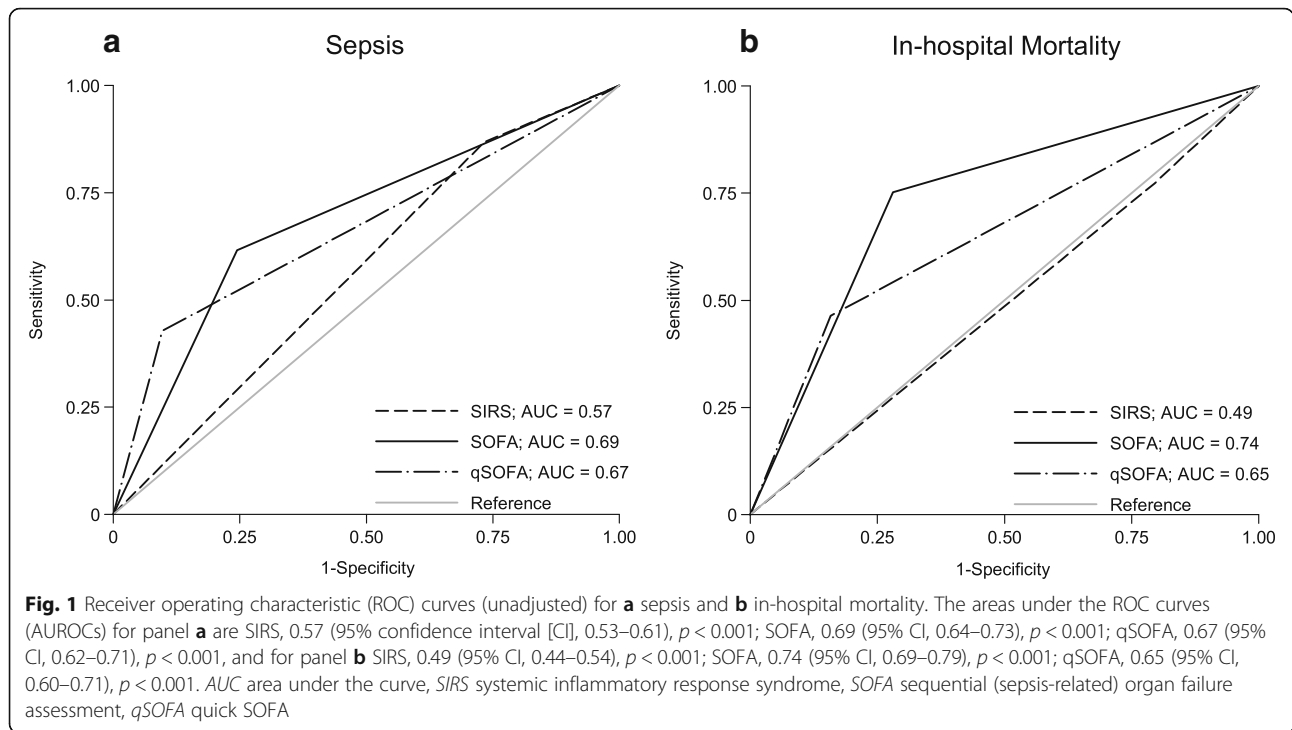 a
Sepsis
1.00
0.75
0.50
0.25
0
Sensitivity
SIRS; AUC = 0.57
SOFA; AUC = 0.69
qSOFA; AUC = 0.67
Reference
0 0.25 0.50 0.75 1.00
1-Specificity
b
In-hospital Mortality
1.00
0.75
0.50
0.25
0
Sensitivity
SIRS; AUC = 0.49
SOFA; AUC = 0.74
qSOFA; AUC = 0.65
Reference
0 0.25 0.50 0.75 1.00
1-Specificity
Fig. 1 Receiver operating characteristic (ROC) curves (unadjusted) for a sepsis and b in-hospital mortality. The areas under the ROC curves
(AUROCs) for panel a are SIRS, 0.57 (95% confidence interval [CI], 0.53–0.61), p < 0.001; SOFA, 0.69 (95% CI, 0.64–0.73), p < 0.001; qSOFA, 0.67 (95%
CI, 0.62–0.71), p < 0.001, and for panel b SIRS, 0.49 (95% CI, 0.44–0.54), p < 0.001; SOFA, 0.74 (95% CI, 0.69–0.79), p < 0.001; qSOFA, 0.65 (95% CI,
0.60–0.71), p < 0.001. AUC area under the curve, SIRS systemic inflammatory response syndrome, SOFA sequential (sepsis-related) organ failure
assessment, qSOFA quick SOFA